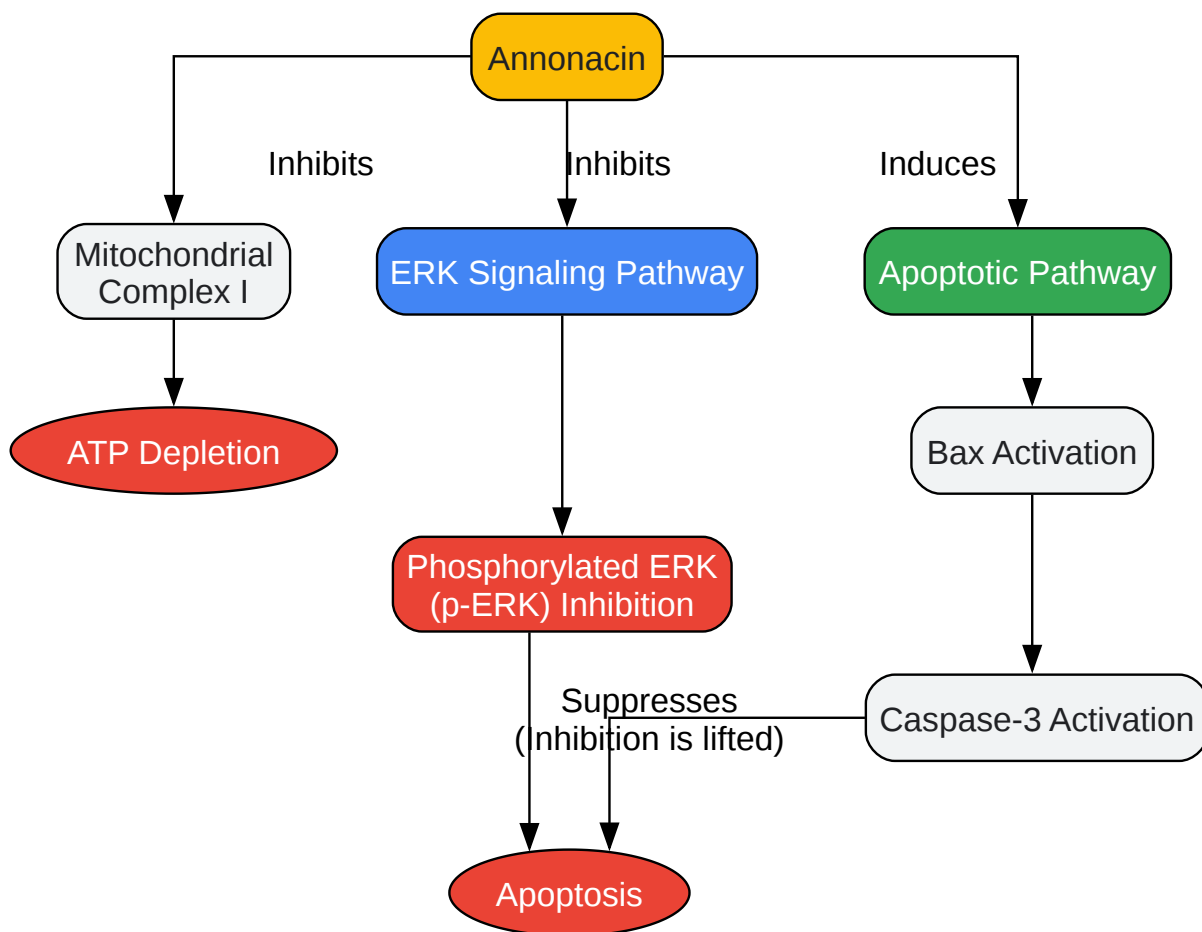 Annonacin
Inhibits
Inhibits
Induces
Mitochondrial
Complex I
ERK Signaling Pathway
Apoptotic Pathway
ATP Depletion
Bax Activation
Phosphorylated ERK
(p-ERK) Inhibition
Suppresses
(Inhibition is lifted)
Caspase-3 Activation
Apoptosis